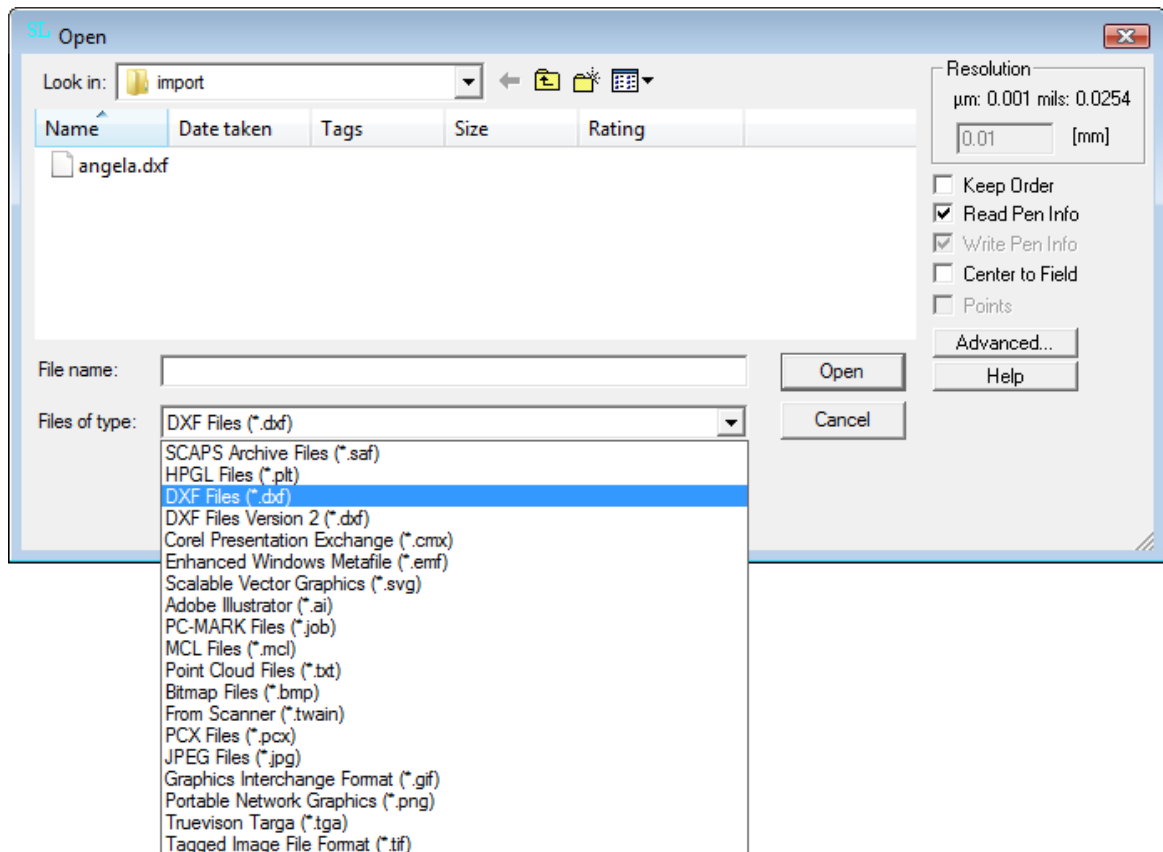 SL Open
Look in: import
Resolution
µm: 0.001 mils: 0.0254
0.01 [mm]
Name Date taken Tags Size Rating
angela.dxf
Keep Order
Read Pen Info
Write Pen Info
Center to Field
Points
Advanced...
Help
File name: Open
Files of type: DXF Files (*.dxf) Cancel
SCAPS Archive Files (*.saf)
HPGL Files (*.plt)
DXF Files (*.dxf)
DXF Files Version 2 (*.dxf)
Corel Presentation Exchange (*.cmx)
Enhanced Windows Metafile (*.emf)
Scalable Vector Graphics (*.svg)
Adobe Illustrator (*.ai)
PC-MARK Files (*.job)
MCL Files (*.mcl)
Point Cloud Files (*.txt)
Bitmap Files (*.bmp)
From Scanner (*.twain)
PCX Files (*.pcx)
JPEG Files (*.jpg)
Graphics Interchange Format (*.gif)
Portable Network Graphics (*.png)
Truevison Targa (*.tga)
Tagged Image File Format (*.tif)